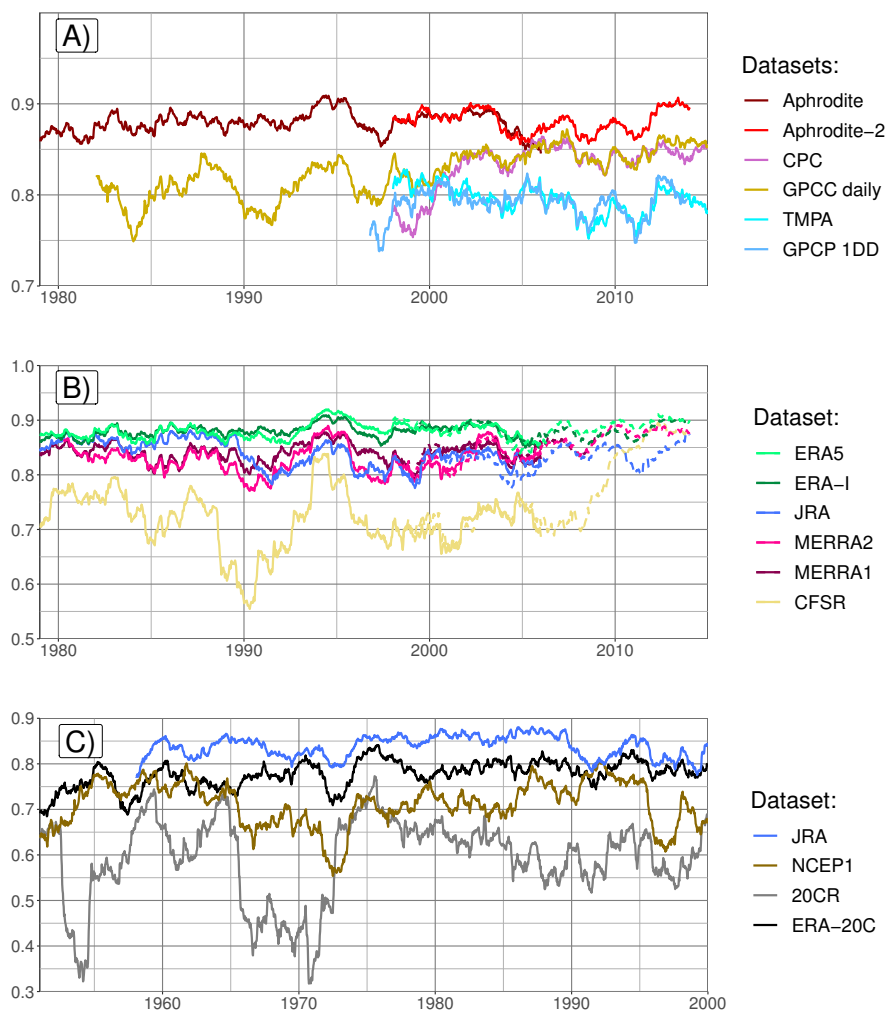 A)
Datasets:
Aphrodite
Aphrodite−2
CPC
GPCC daily
TMPA
GPCP 1DD
0.9
0.8
0.7
1980
1990
2000
2010
B)
Dataset:
ERA5
ERA−I
JRA
MERRA2
MERRA1
CFSR
1.0
0.9
0.8
0.7
0.6
0.5
1980
1990
2000
2010
C)
Dataset:
JRA
NCEP1
20CR
ERA−20C
0.9
0.8
0.7
0.6
0.5
0.4
0.3
1960
1970
1980
1990
2000